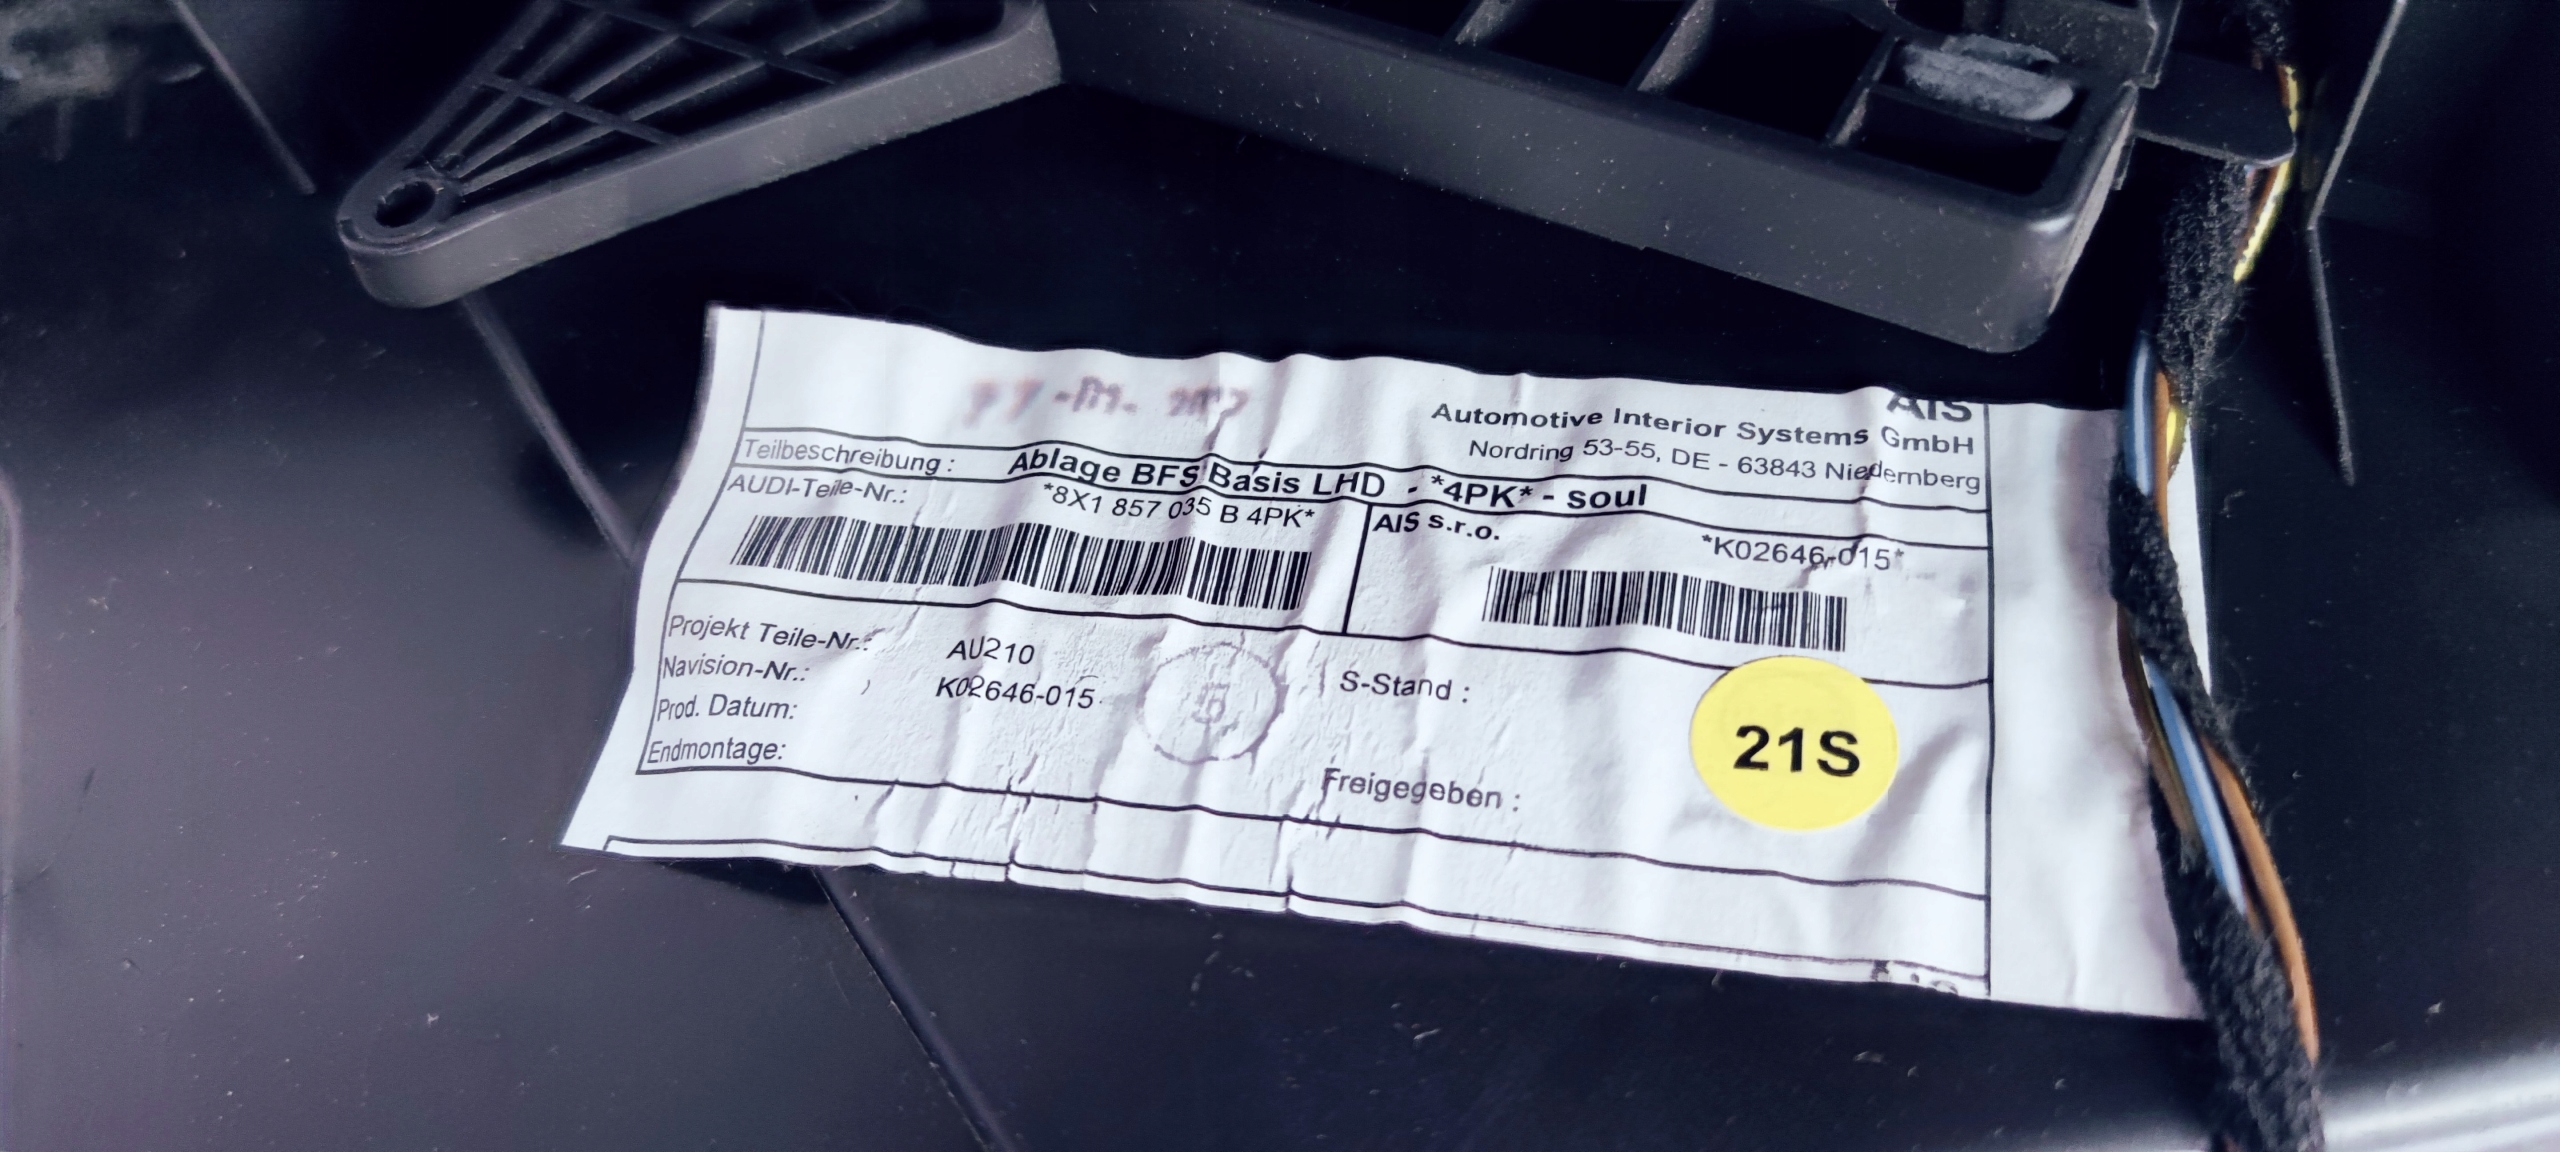 AIS
Automotive Interior Systems GmbH
Nordring 53-55, DE - 63843 Niedernberg
Teilbeschreibung : Ablage BFS Basis LHD - *4PK* - soul
AUDI-Teile-Nr.: *8X1 857 035 B 4PK*
AIS s.r.o. *K02646-015*
Projekt Teile-Nr.: AU210
Navision-Nr.: K02646-015
S-Stand :
Prod. Datum:
Endmontage:
Freigegeben :
21S
5